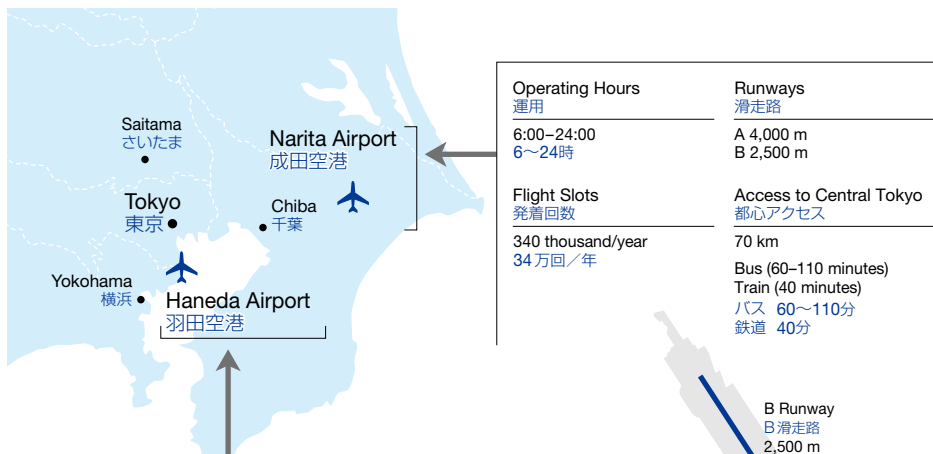 Saitama
さいたま
Tokyo
東京
Yokohama
横浜
Narita Airport
成田空港
Chiba
千葉
Haneda Airport
羽田空港
Operating Hours
運用
6:00–24:00
6〜24時
Runways
滑走路
A 4,000 m
B 2,500 m
Flight Slots
発着回数
340 thousand/year
34万回／年
Access to Central Tokyo
都心アクセス
70 km
Bus (60–110 minutes)
Train (40 minutes)
バス 60〜110分
鉄道 40分
B Runway
B 滑走路
2,500 m